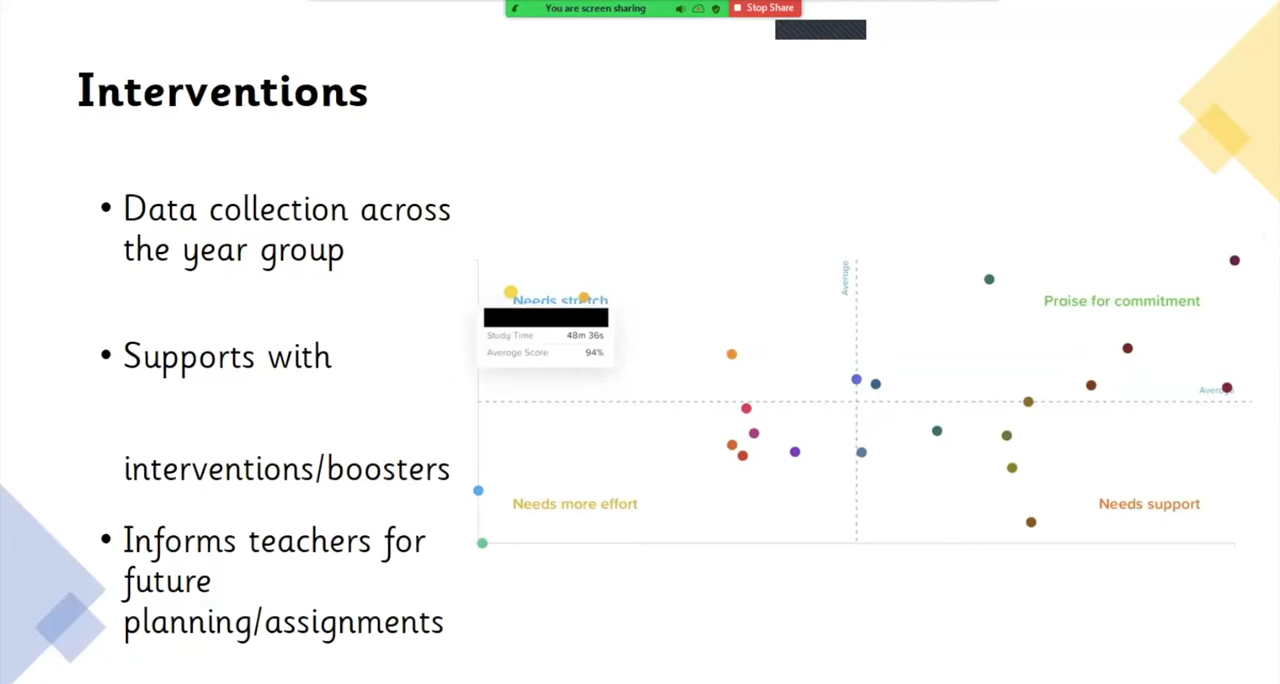 You are screen sharing
Stop Share
Interventions
• Data collection across
the year group
• Supports with
interventions/boosters
• Informs teachers for
future
planning/assignments
Average
Needs stretch
Praise for commitment
Study Time 48m 36s
Average Score 94%
Average
Needs more effort
Needs support